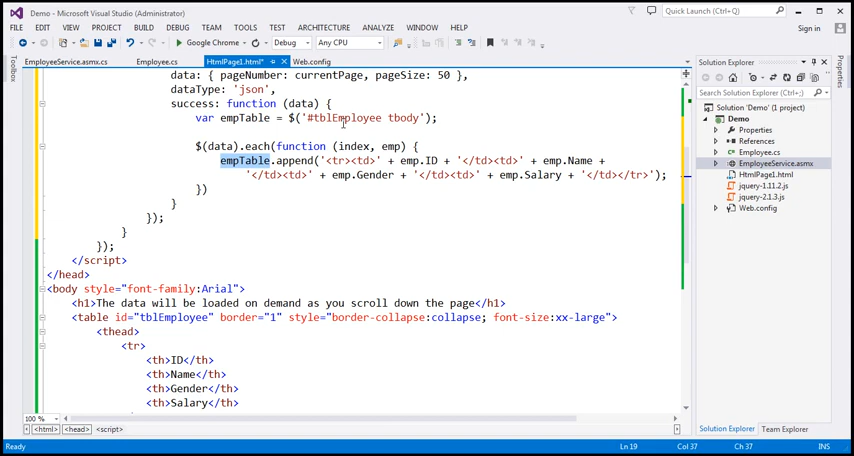 Demo - Microsoft Visual Studio (Administrator)
Quick Launch (Ctrl+Q)
FILE EDIT VIEW PROJECT BUILD DEBUG TEAM TOOLS TEST ARCHITECTURE ANALYZE WINDOW HELP
Sign in
Google Chrome Debug Any CPU
EmployeeService.asmx.cs Employee.cs HtmlPage1.html* Web.config
Toolbox
Properties
data: { pageNumber: currentPage, pageSize: 50 },
dataType: 'json',
success: function (data) {
var empTable = $('#tblEmployee tbody');
$(data).each(function (index, emp) {
empTable.append('<tr><td>' + emp.ID + '</td><td>' + emp.Name +
'</td><td>' + emp.Gender + '</td><td>' + emp.Salary + '</td></tr>');
})
}
});
}
});
</script>
</head>
<body style="font-family:Arial">
<h1>The data will be loaded on demand as you scroll down the page</h1>
<table id="tblEmployee" border="1" style="border-collapse:collapse; font-size:xx-large">
<thead>
<tr>
<th>ID</th>
<th>Name</th>
<th>Gender</th>
<th>Salary</th>
100 %
<html> <head> <script>
Solution Explorer
Search Solution Explorer (Ctrl+;)
Solution 'Demo' (1 project)
Demo
Properties
References
Employee.cs
EmployeeService.asmx
HtmlPage1.html
jquery-1.11.2.js
jquery-2.1.3.js
Web.config
Solution Explorer Team Explorer
Ready Ln 19 Col 37 Ch 37 INS